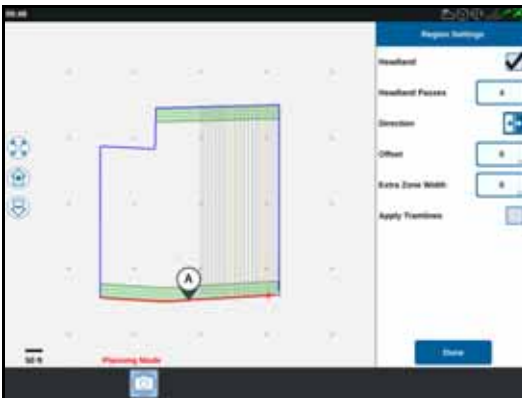 Region Settings
Headland
Headland Passes
4
Direction
Offset
0
Extra Zone Width
0
Apply Tramlines
A
50 ft
Planning Mode
Done